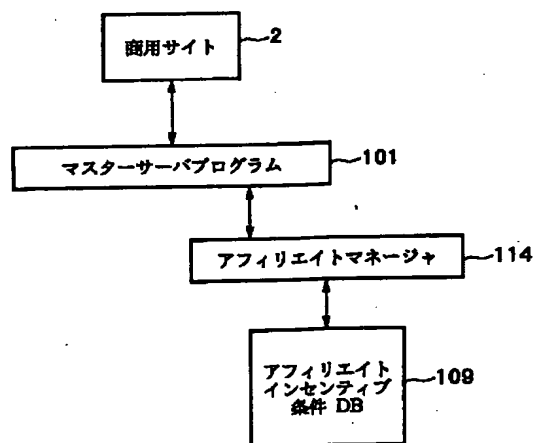 商用サイト
2
マスターサーバプログラム
101
アフィリエイトマネージャ
114
アフィリエイト
インセンティブ
条件 DB
109